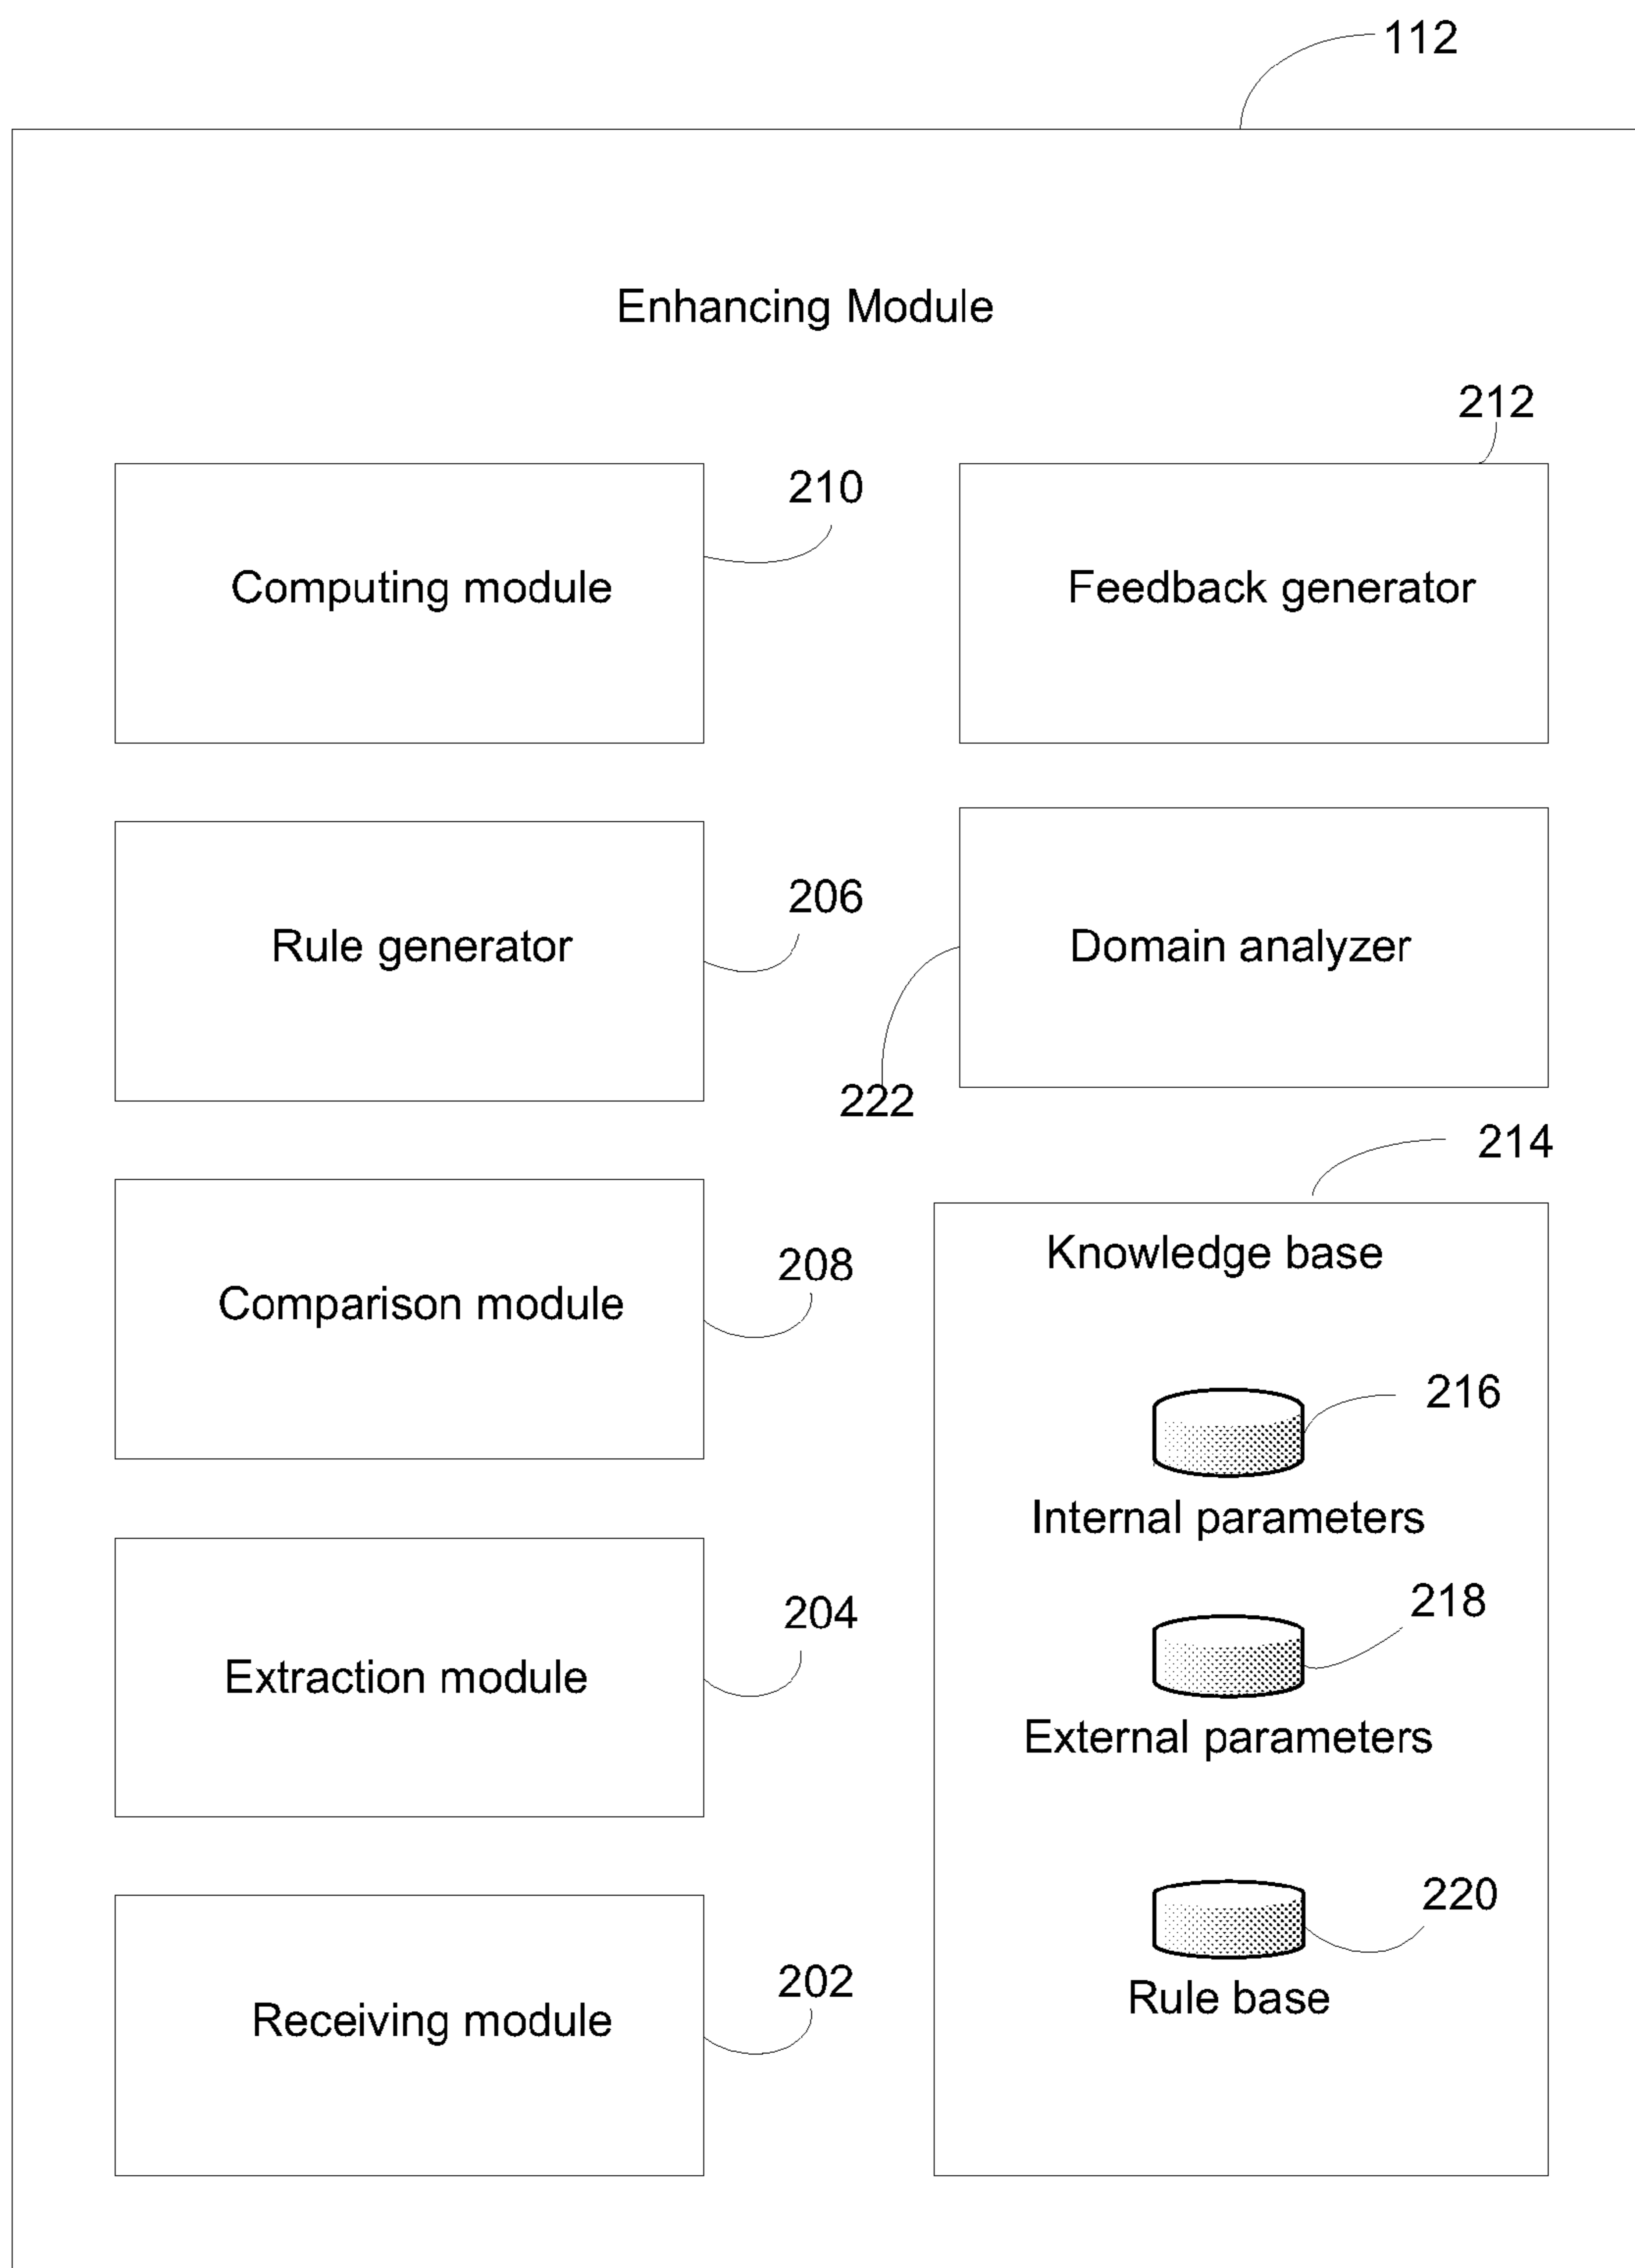 112
Enhancing Module
212
210
Computing module
Feedback generator
206
Rule generator
Domain analyzer
222
214
Knowledge base
208
Comparison module
216
Internal parameters
218
204
Extraction module
External parameters
220
202
Rule base
Receiving module